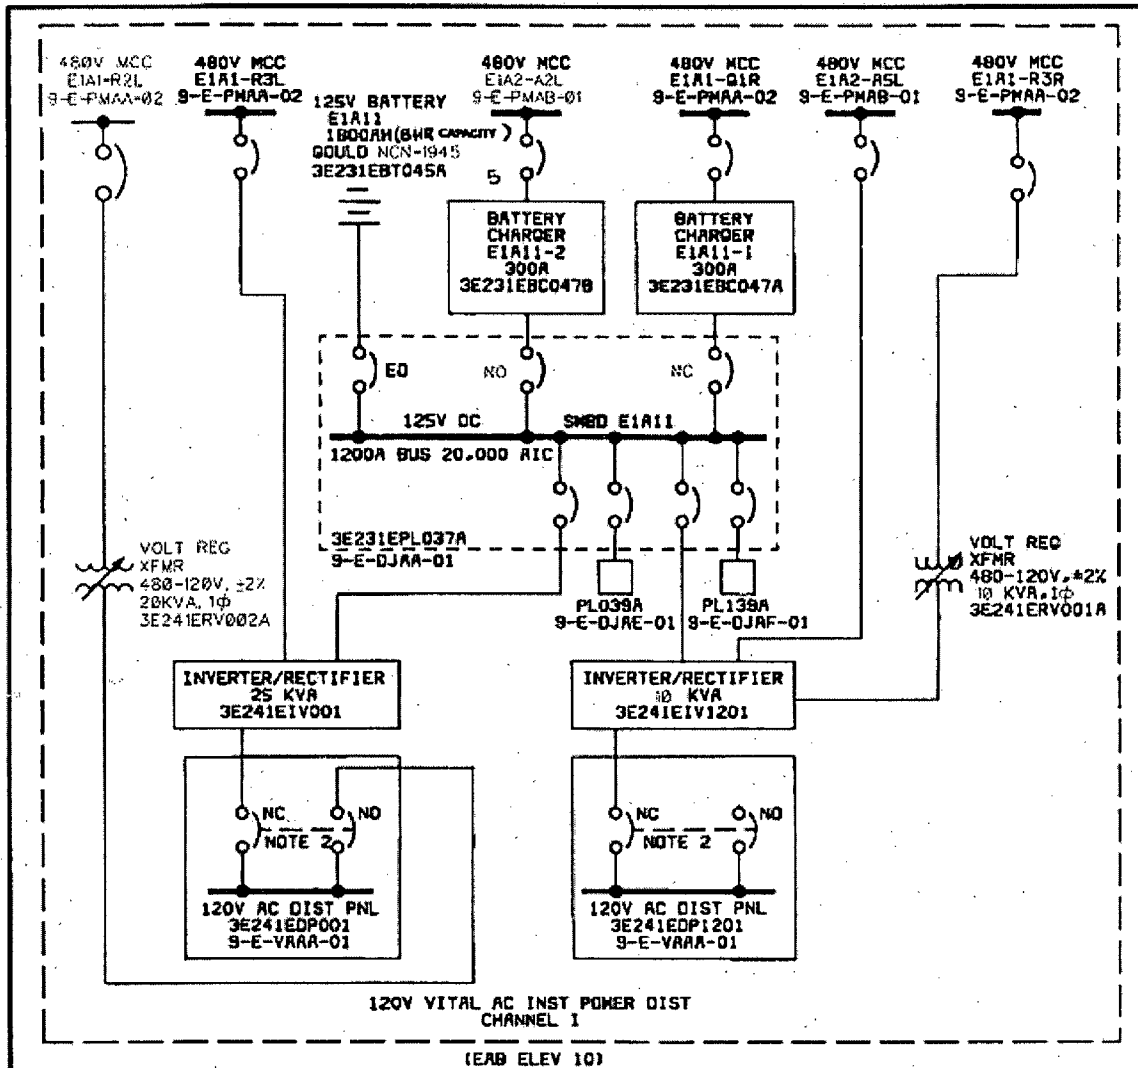 480V MCC
E1A1-R2L
9-E-PMAA-02
480V MCC
E1A1-R3L
9-E-PMAA-02
480V MCC
E1A2-A2L
9-E-PMAB-01
480V MCC
E1A1-Q1R
9-E-PMAA-02
480V MCC
E1A2-A5L
9-E-PMAB-01
480V MCC
E1A1-R3R
9-E-PMAA-02
125V BATTERY
E1A11
1800AH(8HR CAPACITY)
GOULD NCN-1945
3E231EBT045A
5
BATTERY
CHARGER
E1A11-2
300A
3E231EBC047B
BATTERY
CHARGER
E1A11-1
300A
3E231EBC047A
EO
NO
NC
125V DC
SWBD E1A11
1200A BUS 20.000 AIC
3E231EPL037A
9-E-DJAA-01
PL039A
9-E-DJAE-01
PL139A
9-E-DJAF-01
VOLT REG
XFMR
480-120V, ±2%
20KVA, 1φ
3E241ERV002A
VOLT REG
XFMR
480-120V, ±2%
10 KVA, 1φ
3E241ERV001A
INVERTER/RECTIFIER
25 KVA
3E241EIV001
INVERTER/RECTIFIER
10 KVA
3E241EIV1201
NC
NO
NOTE 2
120V AC DIST PNL
3E241EDP001
9-E-VAAA-01
NC
NO
NOTE 2
120V AC DIST PNL
3E241EDP1201
9-E-VAAA-01
120V VITAL AC INST POWER DIST
CHANNEL I
(EAB ELEV 10)